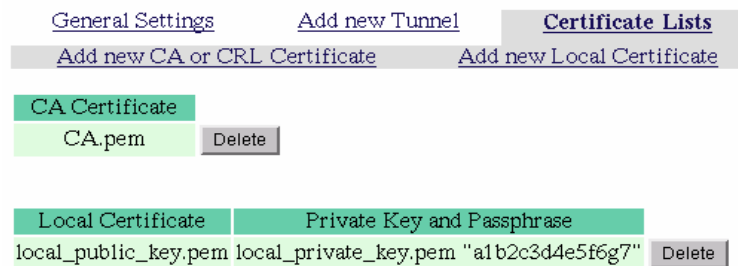 General Settings Add new Tunnel Certificate Lists
Add new CA or CRL Certificate Add new Local Certificate
CA Certificate
CA.pem Delete
Local Certificate Private Key and Passphrase
local_public_key.pem local_private_key.pem "a1b2c3d4e5f6g7" Delete